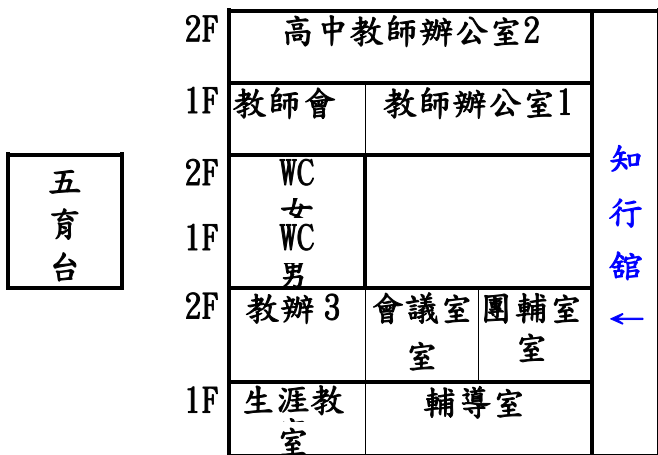 2F 高中教師辦公室2
1F 教師會 教師辦公室1
五育台
2F WC
女
1F WC
男
2F 教辦3 會議室 團輔室
室 室
1F 生涯教 輔導室
室
知行舘
←